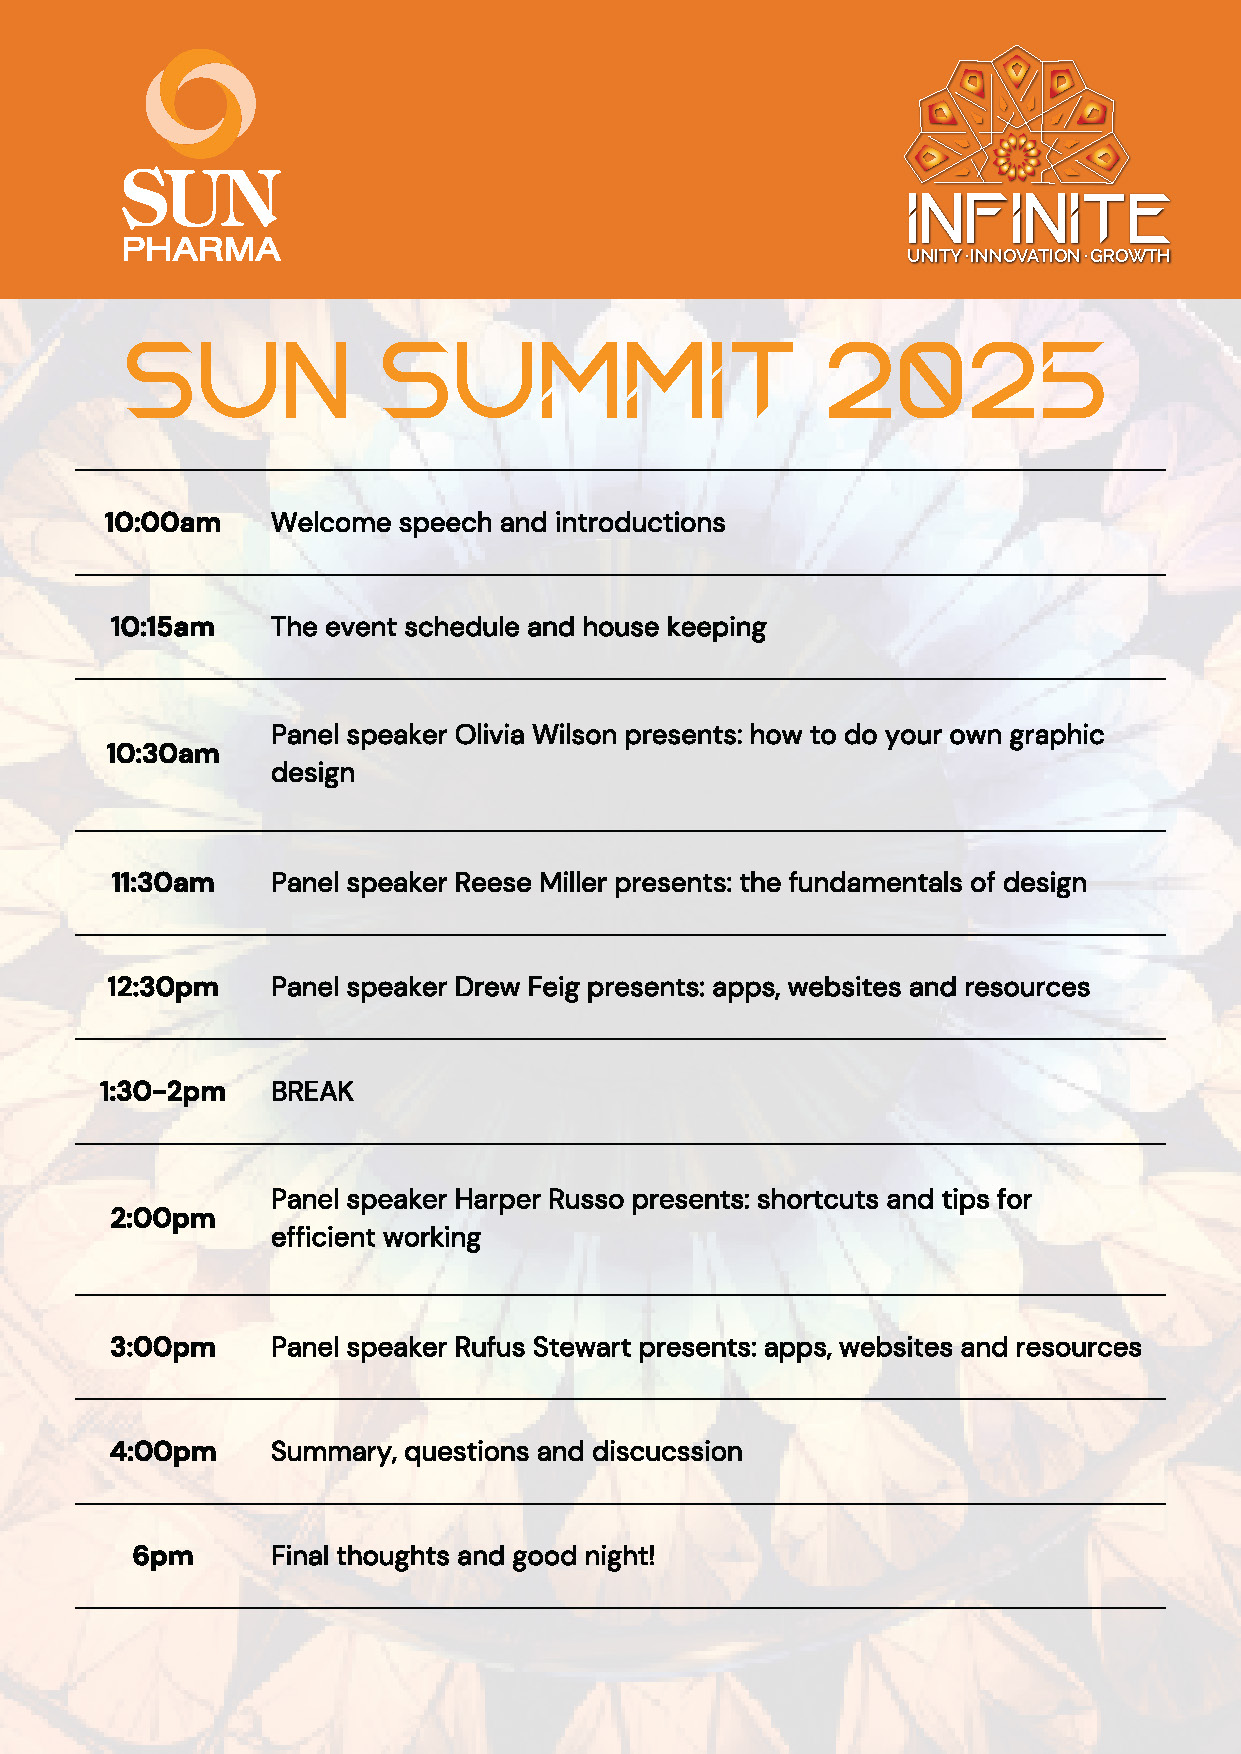 SUN
PHARMA
INFINITE
UNITY · INNOVATION · GROWTH
SUN SUMMIT 2025
10:00am Welcome speech and introductions
10:15am The event schedule and house keeping
10:30am Panel speaker Olivia Wilson presents: how to do your own graphic
design
11:30am Panel speaker Reese Miller presents: the fundamentals of design
12:30pm Panel speaker Drew Feig presents: apps, websites and resources
1:30-2pm BREAK
2:00pm Panel speaker Harper Russo presents: shortcuts and tips for
efficient working
3:00pm Panel speaker Rufus Stewart presents: apps, websites and resources
4:00pm Summary, questions and discucssion
6pm Final thoughts and good night!